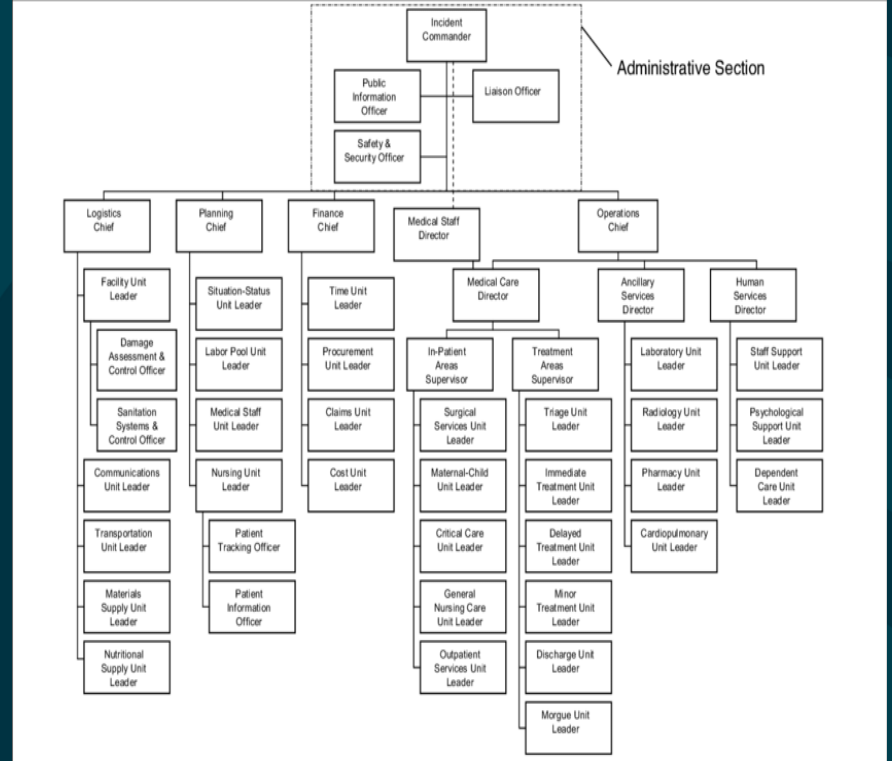 Incident
Commander
Administrative Section
Public
Information
Officer
Liaison Officer
Safety &
Security Officer
Logistics
Chief
Planning
Chief
Finance
Chief
Medical Staff
Director
Operations
Chief
Facility Unit
Leader
Damage
Assessment &
Control Officer
Sanitation
Systems &
Control Officer
Communications
Unit Leader
Transportation
Unit Leader
Materials
Supply Unit
Leader
Nutritional
Supply Unit
Leader
Situation-Status
Unit Leader
Labor Pool Unit
Leader
Medical Staff
Unit Leader
Nursing Unit
Leader
Patient
Tracking Officer
Patient
Information
Officer
Time Unit
Leader
Procurement
Unit Leader
Claims Unit
Leader
Cost Unit
Leader
Medical Care
Director
In-Patient
Areas
Supervisor
Surgical
Services Unit
Leader
Maternal-Child
Unit Leader
Critical Care
Unit Leader
General
Nursing Care
Unit Leader
Outpatient
Services Unit
Leader
Treatment
Areas
Supervisor
Triage Unit
Leader
Immediate
Treatment Unit
Leader
Delayed
Treatment Unit
Leader
Minor
Treatment Unit
Leader
Discharge Unit
Leader
Morgue Unit
Leader
Ancillary
Services
Director
Laboratory Unit
Leader
Radiology Unit
Leader
Pharmacy Unit
Leader
Cardiopulmonary
Unit Leader
Human
Services
Director
Staff Support
Unit Leader
Psychological
Support Unit
Leader
Dependent
Care Unit
Leader